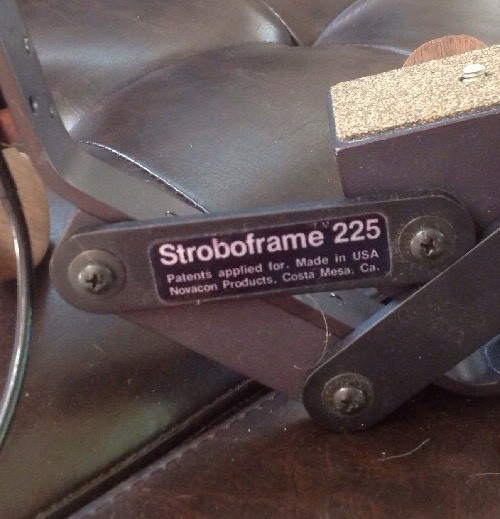 Stroboframe™ 225
Patents applied for. Made in USA
Novacon Products, Costa Mesa, Ca.